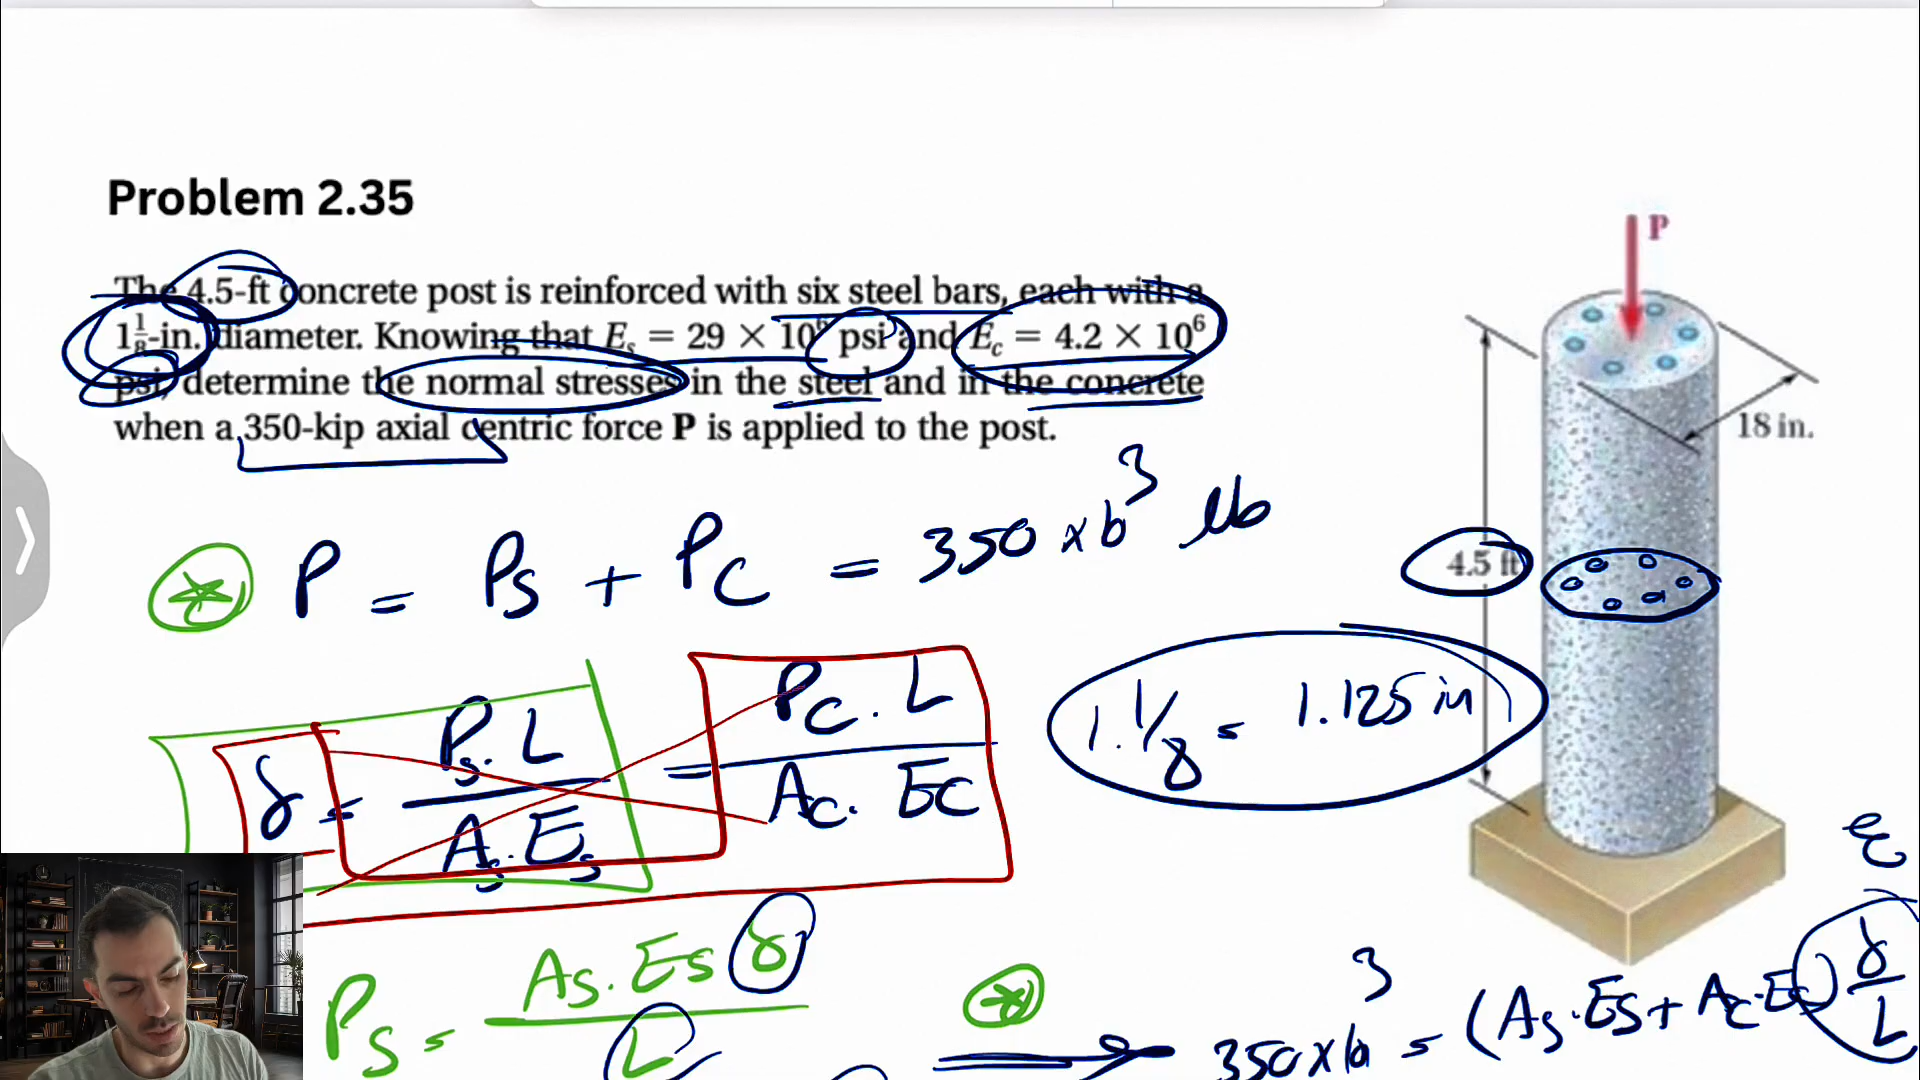 Problem 2.35
The 4.5-ft concrete post is reinforced with six steel bars, each with a
1 1/8-in. diameter. Knowing that Es = 29 × 10⁶ psi and Ec = 4.2 × 10⁶
psi, determine the normal stresses in the steel and in the concrete
when a 350-kip axial centric force P is applied to the post.
P
18 in.
4.5 ft
P = Ps + Pc = 350 × 10³ lb
δ = Ps . L / As . Es = Pc . L / Ac . Ec
1. 1/8 = 1.125 in
Ps = As . Es δ / L
350 × 10³ = (As . Es + Ac . Ec) δ / L
ε